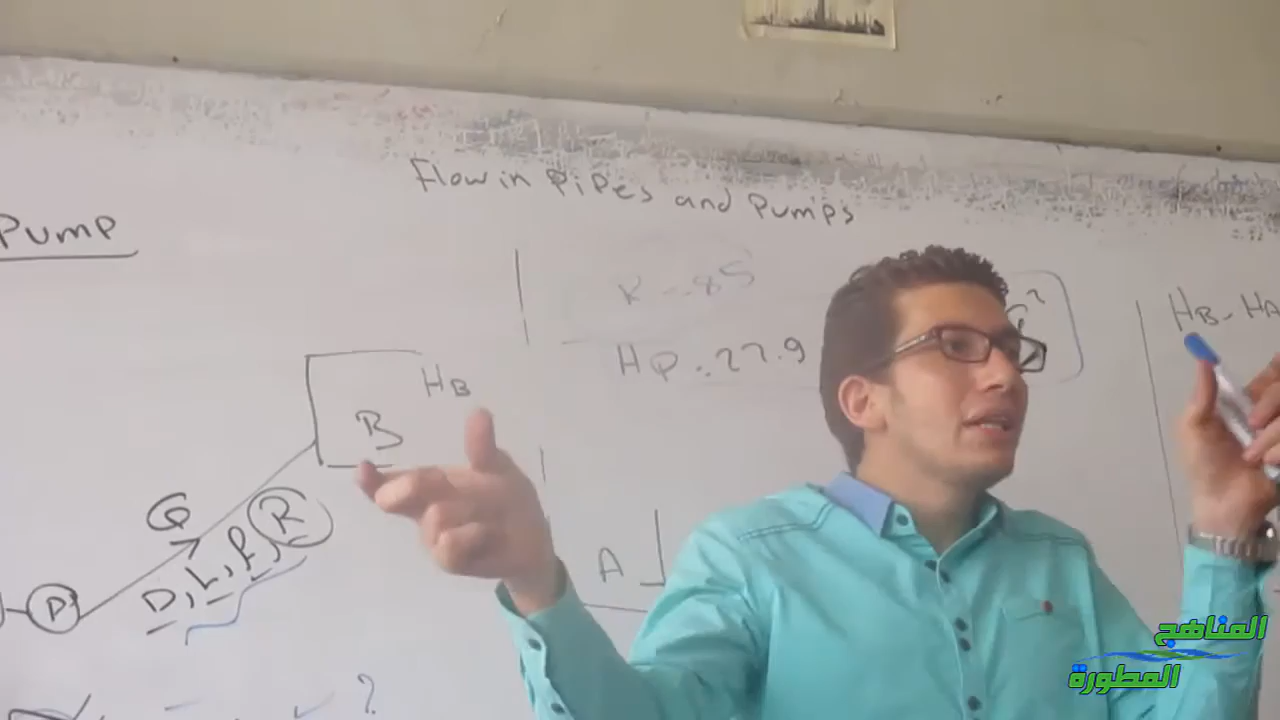 Flow in Pipes and Pumps
Pump
K = 85
HP = 27.9
HB - HA
HB
B
Q
D, L, f, R
P
A
?
المناهج
المطورة